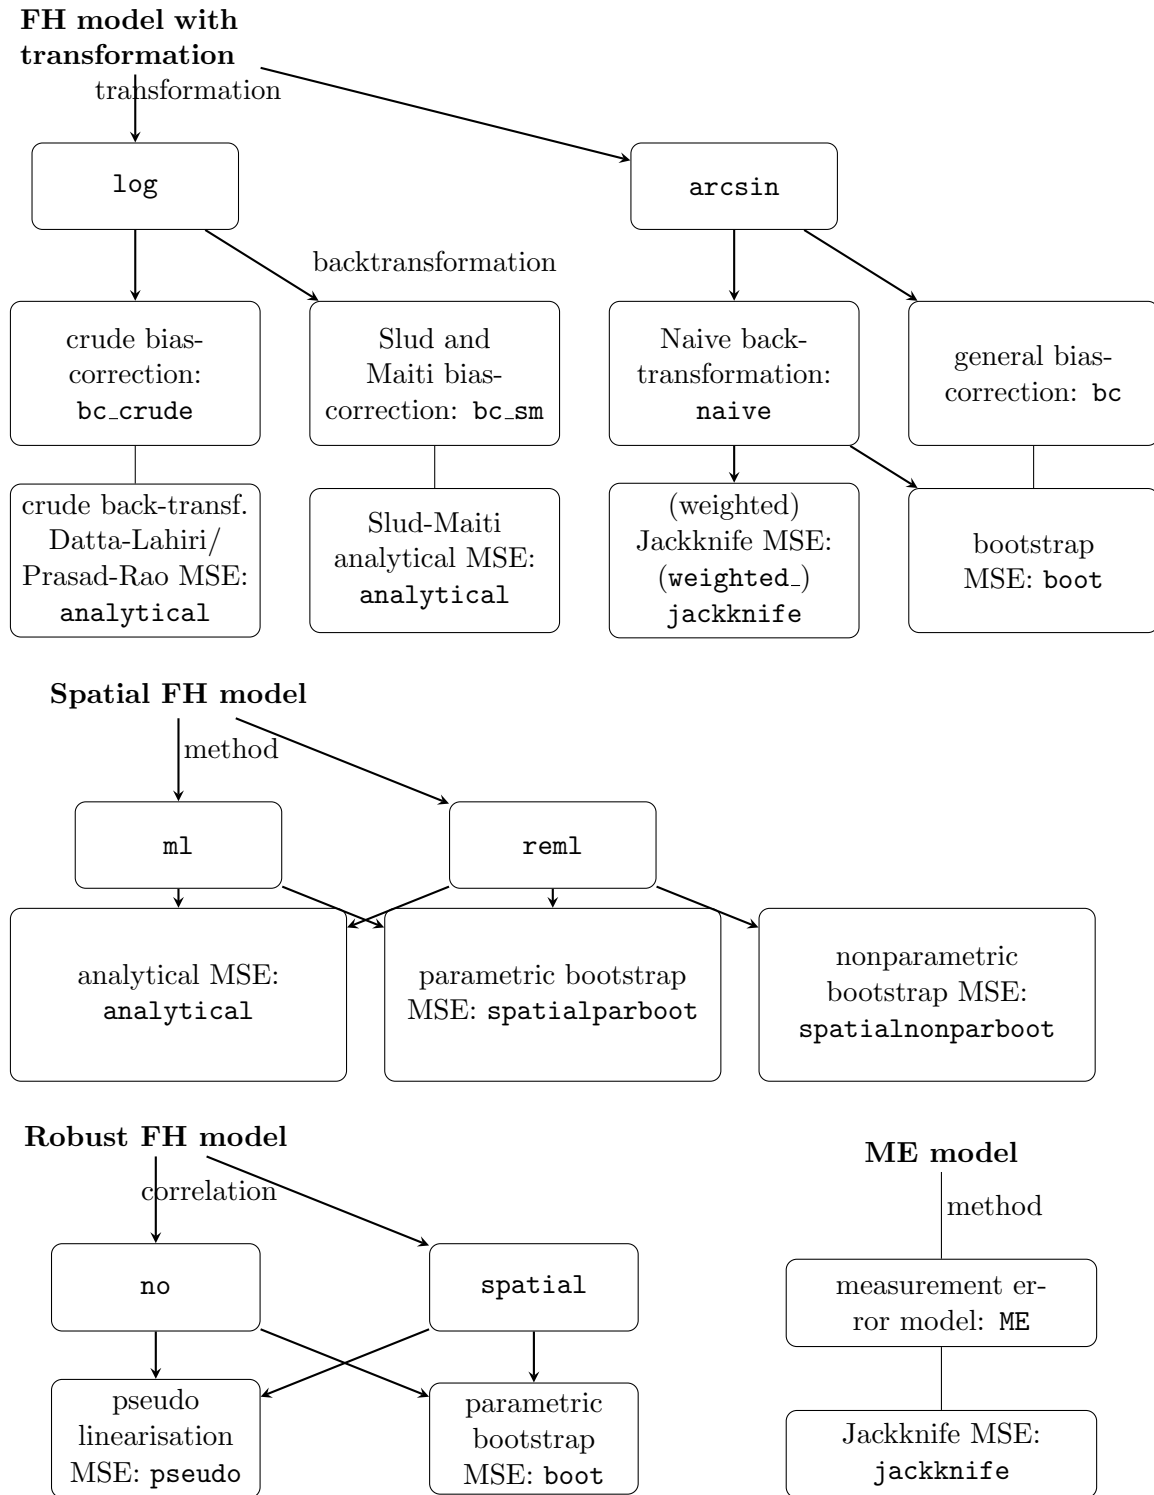 FH model with
transformation
transformation
log
arcsin
backtransformation
crude bias-
correction:
bc_crude
Slud and
Maiti bias-
correction: bc_sm
Naive back-
transformation:
naive
general bias-
correction: bc
crude back-transf.
Datta-Lahiri/
Prasad-Rao MSE:
analytical
Slud-Maiti
analytical MSE:
analytical
(weighted)
Jackknife MSE:
(weighted_)
jackknife
bootstrap
MSE: boot
Spatial FH model
method
ml
reml
analytical MSE:
analytical
parametric bootstrap
MSE: spatialparboot
nonparametric
bootstrap MSE:
spatialnonparboot
Robust FH model
correlation
no
spatial
pseudo
linearisation
MSE: pseudo
parametric
bootstrap
MSE: boot
ME model
method
measurement er-
ror model: ME
Jackknife MSE:
jackknife